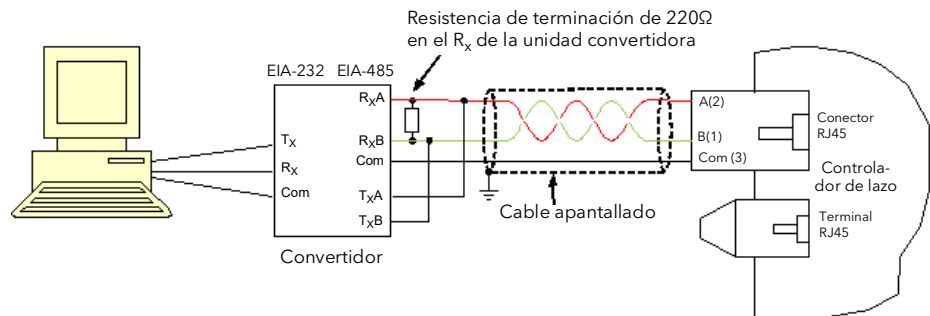 Resistencia de terminación de 220Ω
en el RX de la unidad convertidora
EIA-232 EIA-485
RXA
TX
RXB
RX
Com
Com
TXA
TXB
Convertidor
Cable apantallado
A(2)
B(1)
Com (3)
Conector
RJ45
Controla-
dor de lazo
Terminal
RJ45